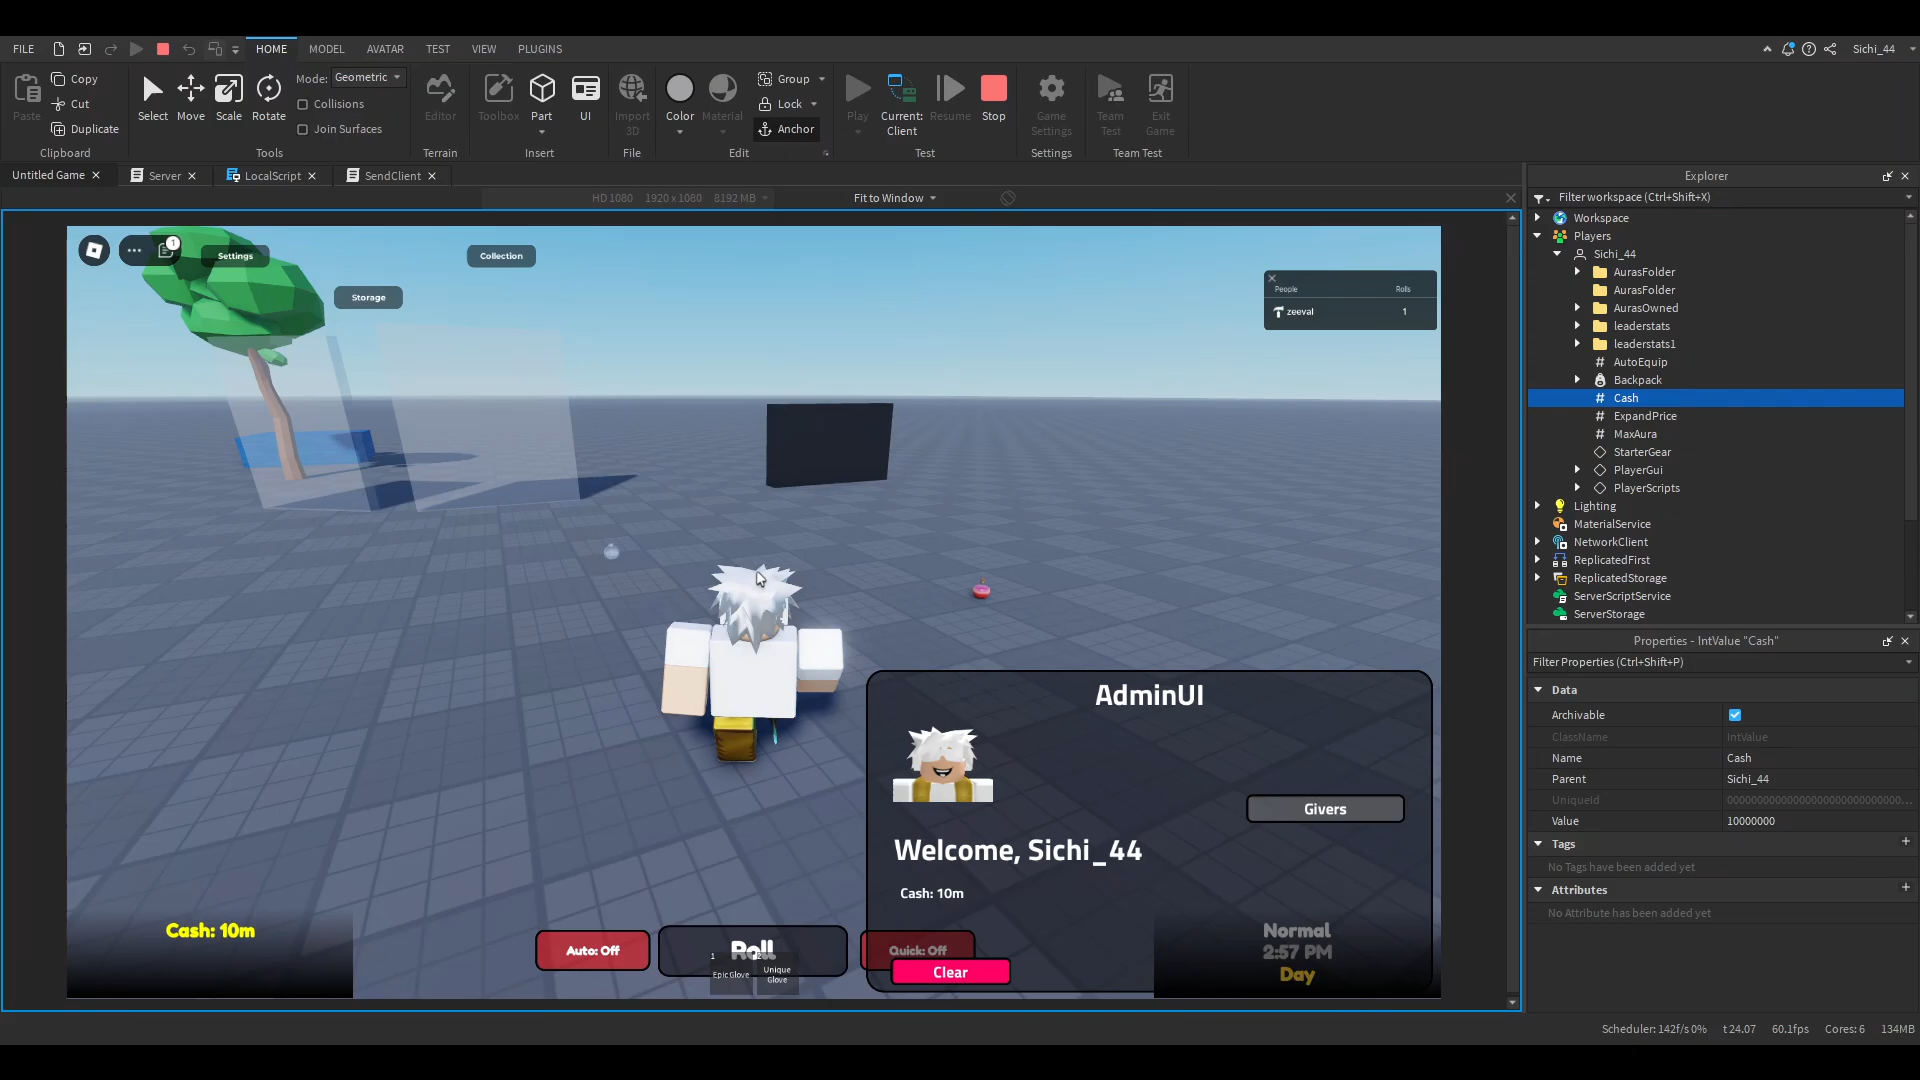 FILE HOME MODEL AVATAR TEST VIEW PLUGINS Sichi_44
Paste Copy Cut Duplicate Clipboard
Select Move Scale Rotate Mode: Geometric Collisions Join Surfaces Tools
Editor Terrain
Toolbox Part UI Insert
Import 3D File
Color Material Group Lock Anchor Edit
Play Current: Client Resume Stop Test
Game Settings Settings
Team Test Exit Game Team Test
Untitled Game Server LocalScript SendClient
HD 1080 1920 x 1080 8192 MB Fit to Window
1
Settings Collection
Storage
People Rolls
zeeval 1
AdminUI
Givers
Welcome, Sichi_44
Cash: 10m
Cash: 10m
Auto: Off Roll Quick: Off
1
Epic Glove
Unique Glove
Clear
Normal
2:57 PM
Day
Explorer
Filter workspace (Ctrl+Shift+X)
Workspace
Players
Sichi_44
AurasFolder
AurasFolder
AurasOwned
leaderstats
leaderstats1
AutoEquip
Backpack
Cash
ExpandPrice
MaxAura
StarterGear
PlayerGui
PlayerScripts
Lighting
MaterialService
NetworkClient
ReplicatedFirst
ReplicatedStorage
ServerScriptService
ServerStorage
Properties - IntValue "Cash"
Filter Properties (Ctrl+Shift+P)
Data
Archivable
ClassName IntValue
Name Cash
Parent Sichi_44
UniqueId 00000000000000000000000000000...
Value 10000000
Tags
No Tags have been added yet
Attributes
No Attribute has been added yet
Scheduler: 142f/s 0% t 24.07 60.1fps Cores: 6 134MB